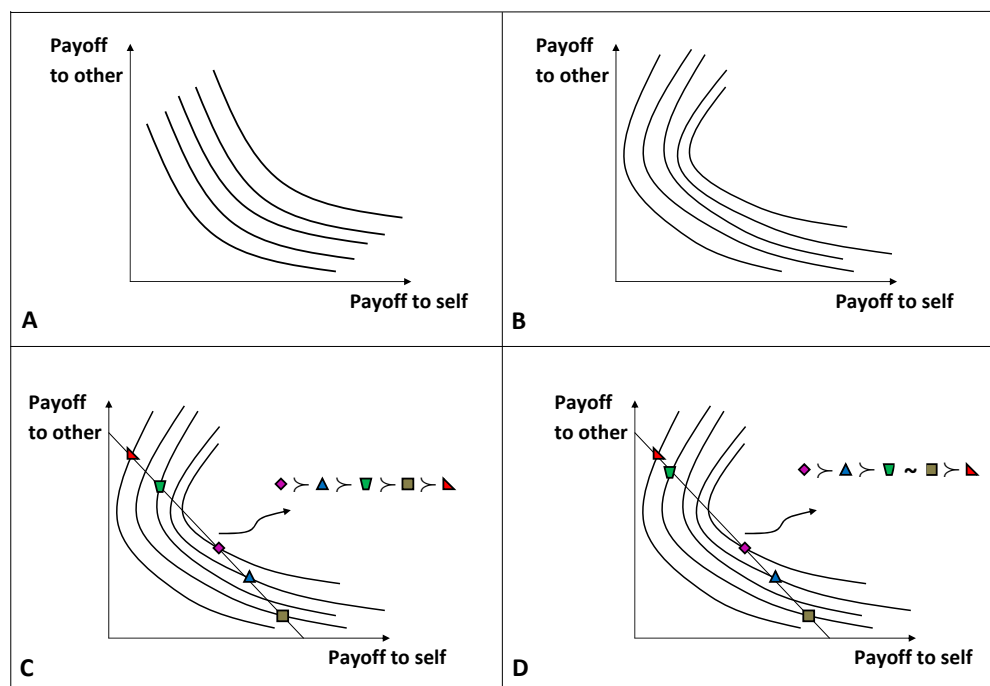 Payoff
to other
Payoff to self
A
Payoff
to other
Payoff to self
B
Payoff
to other
≻ ≻ ≻ ≻
Payoff to self
C
Payoff
to other
≻ ≻ ~ ≻
Payoff to self
D